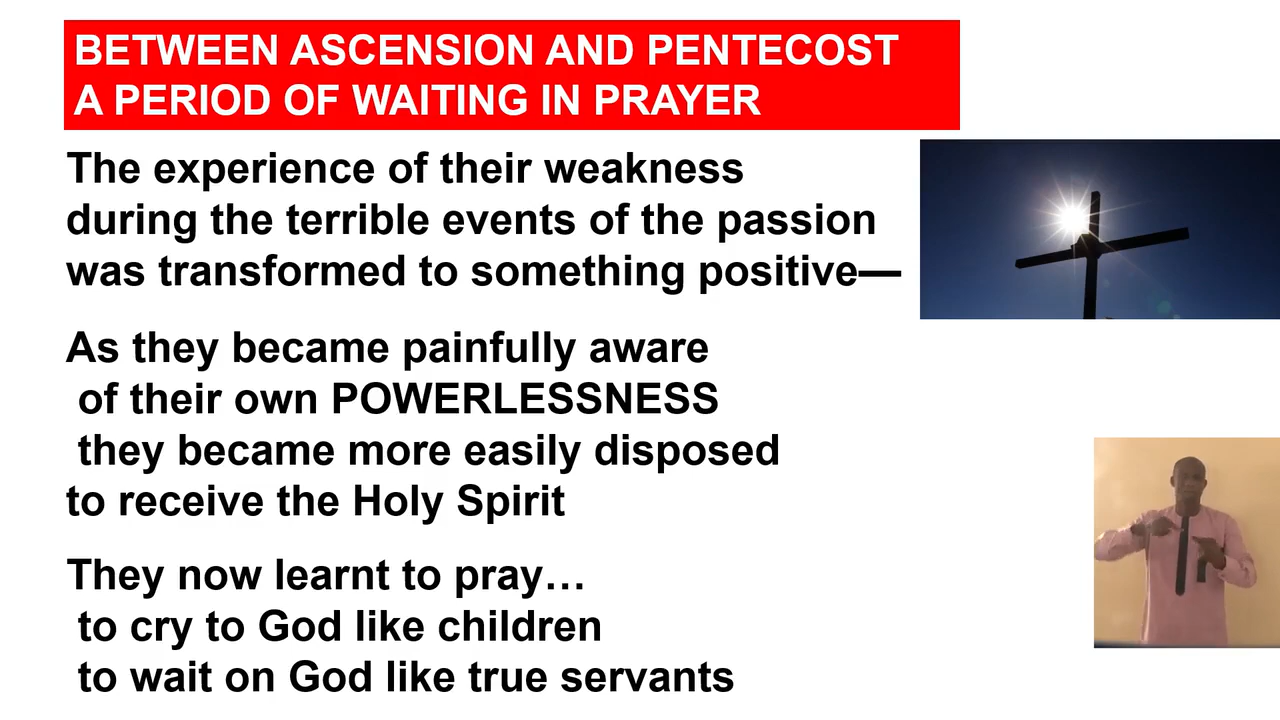 BETWEEN ASCENSION AND PENTECOST
A PERIOD OF WAITING IN PRAYER
The experience of their weakness
during the terrible events of the passion
was transformed to something positive—
As they became painfully aware
of their own POWERLESSNESS
they became more easily disposed
to receive the Holy Spirit
They now learnt to pray…
to cry to God like children
to wait on God like true servants